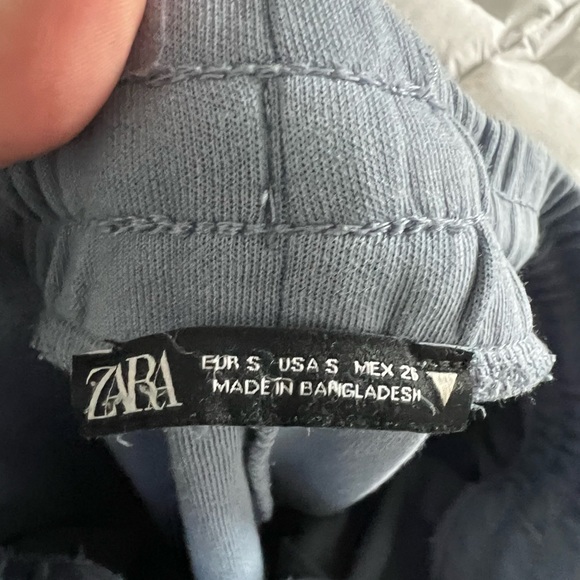 ZARA
EUR S USA S MEX 26
MADE IN BANGLADESH